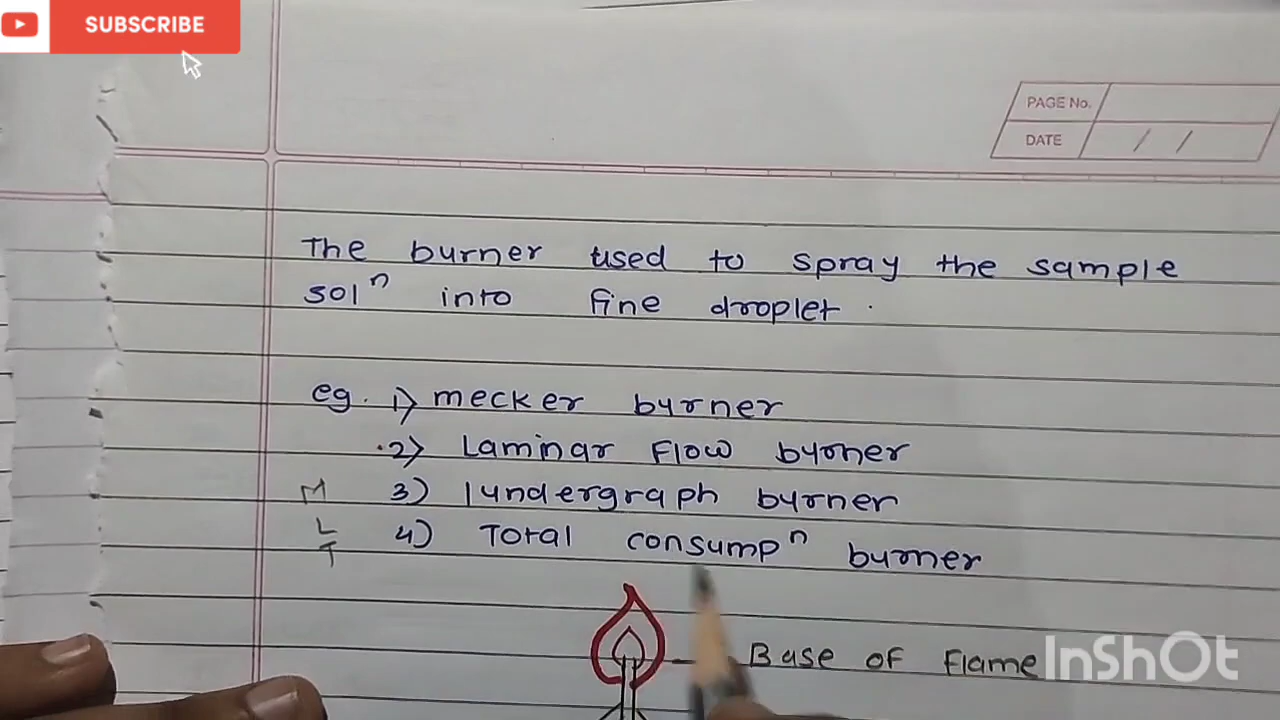 SUBSCRIBE
PAGE No.
DATE / /
The burner used to spray the sample
solⁿ into fine droplet.
eg. 1) mecker burner
2) Laminar Flow burner
M 3) lundergraph burner
L
T 4) Total consumpⁿ burner
Base of Flame
InShOt